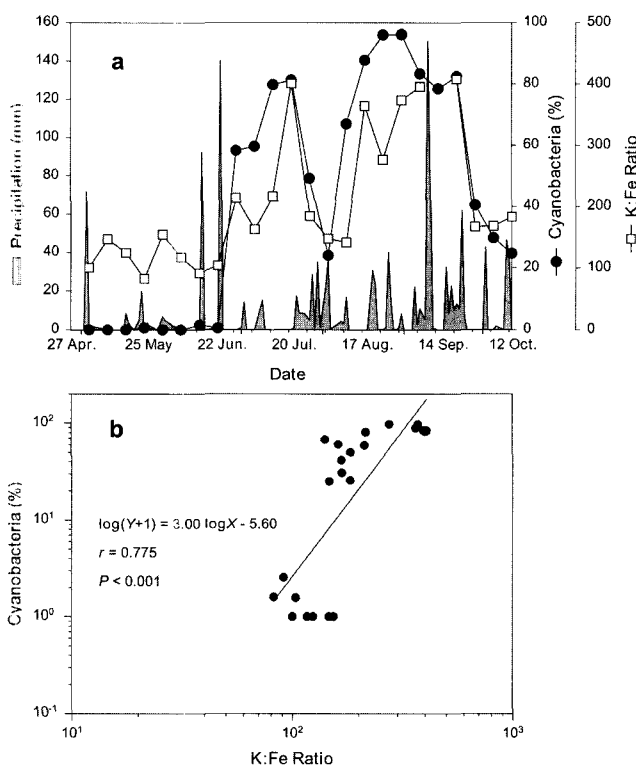 a
Precipitation (mm)
160
140
120
100
80
60
40
20
0
100
80
60
40
20
0
Cyanobacteria (%)
500
400
300
200
100
0
K:Fe Ratio
27 Apr.
25 May
22 Jun.
20 Jul.
17 Aug.
14 Sep.
12 Oct.
Date
b
Cyanobacteria (%)
10²
10¹
10⁰
10⁻¹
log(Y+1) = 3.00 logX - 5.60
r = 0.775
P < 0.001
10¹
10²
10³
K:Fe Ratio